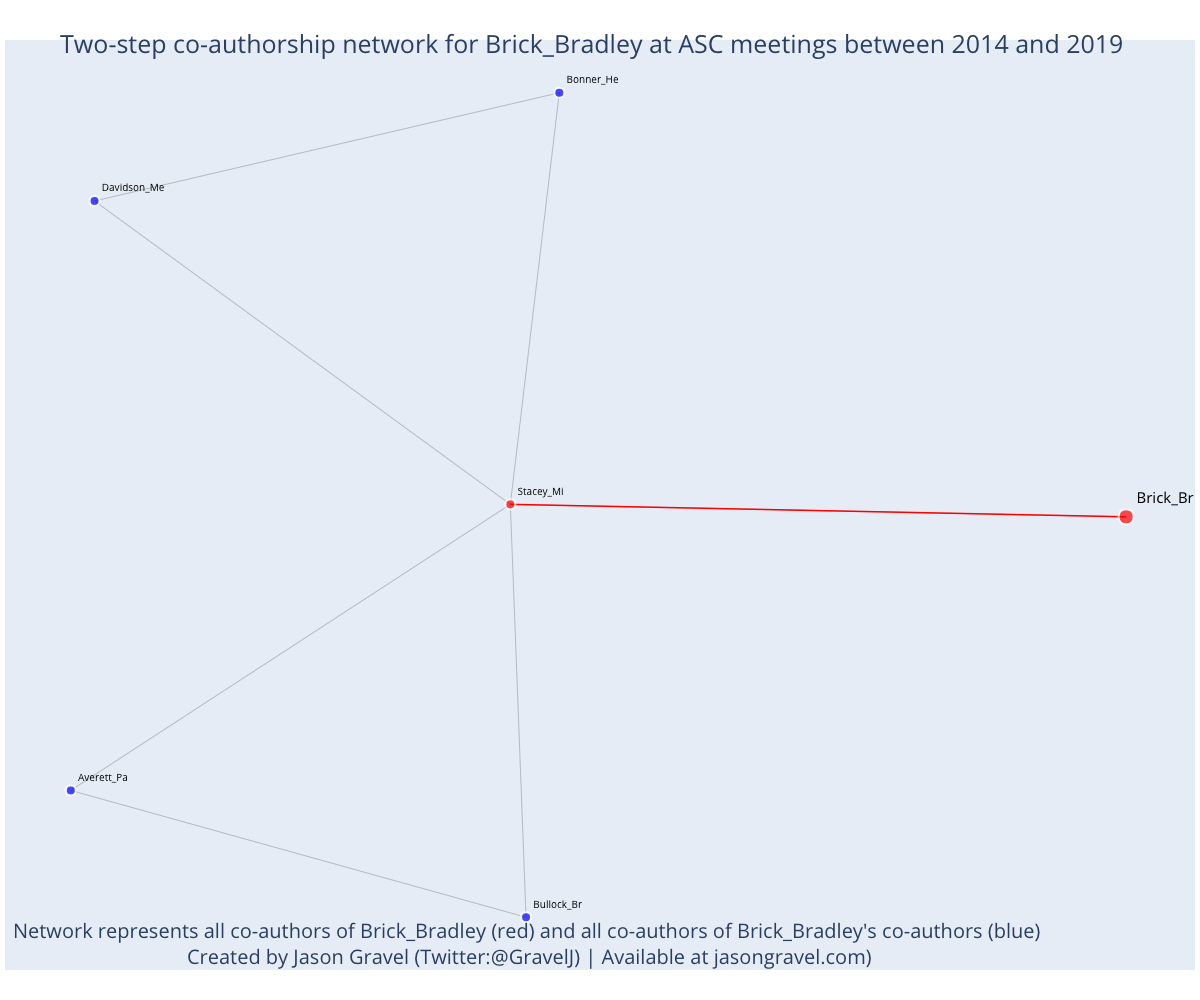 Two-step co-authorship network for Brick_Bradley at ASC meetings between 2014 and 2019
Bonner_He
Davidson_Me
Stacey_Mi
Brick_Br
Averett_Pa
Bullock_Br
Network represents all co-authors of Brick_Bradley (red) and all co-authors of Brick_Bradley's co-authors (blue)
Created by Jason Gravel (Twitter:@GravelJ) | Available at jasongravel.com)